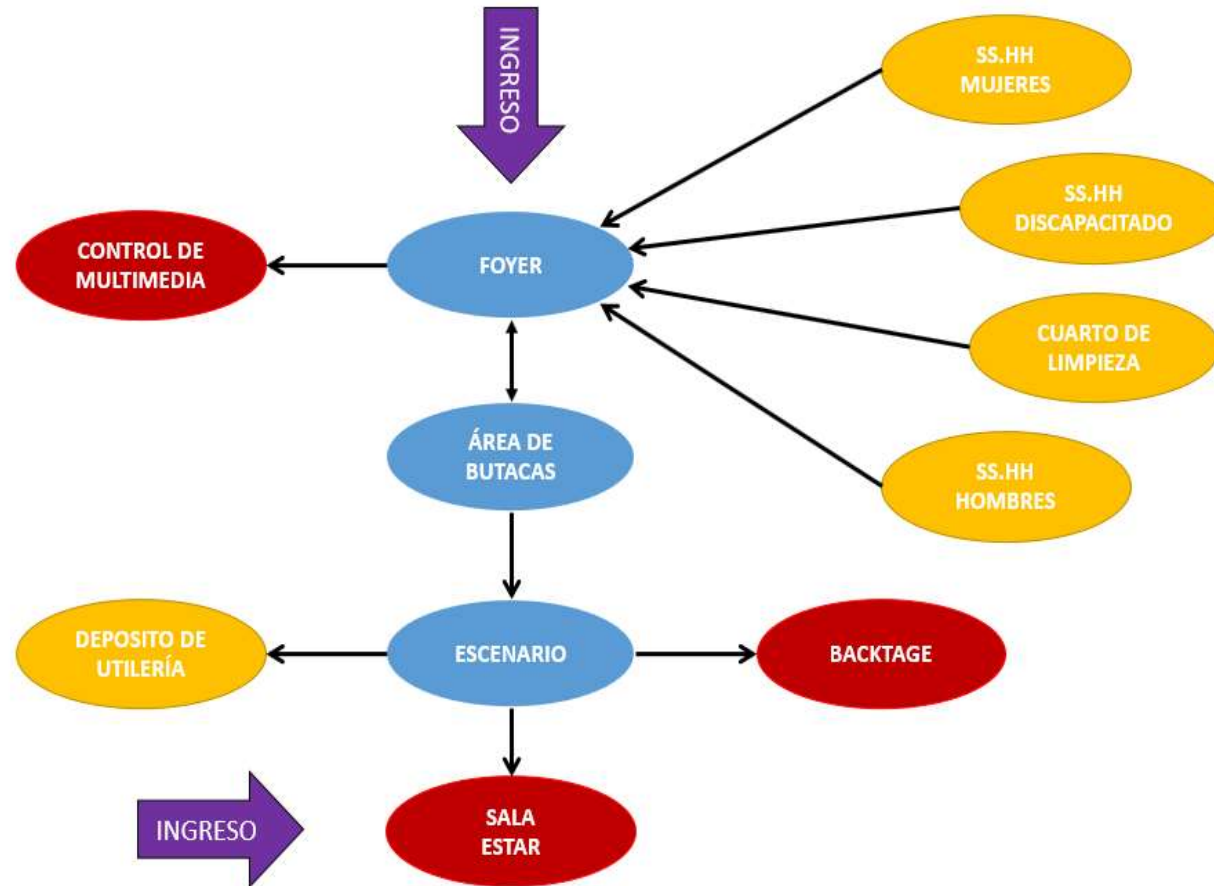 INGRESO
SS.HH
MUJERES
SS.HH
DISCAPACITADO
CONTROL DE
MULTIMEDIA
FOYER
CUARTO DE
LIMPIEZA
ÁREA DE
BUTACAS
SS.HH
HOMBRES
DEPOSITO DE
UTILERÍA
ESCENARIO
BACKTAGE
INGRESO
SALA
ESTAR